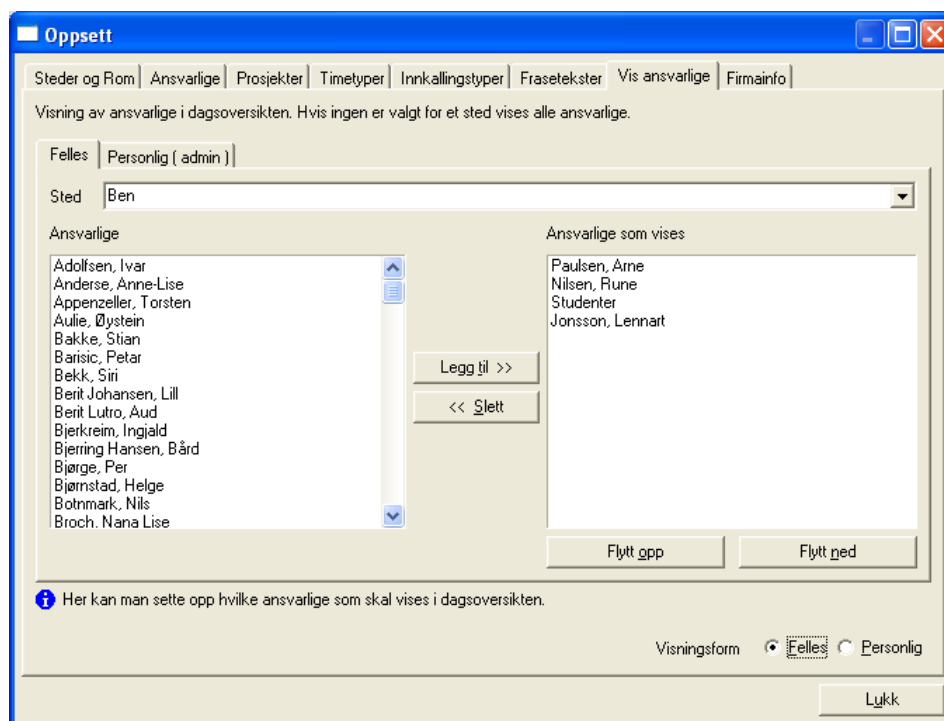 Oppsett
Steder og Rom Ansvarlige Prosjekter Timetyper Innkallingstyper Frasetekster Vis ansvarlige Firmainfo
Visning av ansvarlige i dagsoversikten. Hvis ingen er valgt for et sted vises alle ansvarlige.
Felles Personlig ( admin )
Sted Ben
Ansvarlige
Adolfsen, Ivar
Anderse, Anne-Lise
Appenzeller, Torsten
Aulie, Øystein
Bakke, Stian
Barisic, Petar
Bekk, Siri
Berit Johansen, Lill
Berit Lutro, Aud
Bjerkreim, Ingjald
Bjerring Hansen, Bård
Bjørge, Per
Bjørnstad, Helge
Botnmark, Nils
Broch, Nana Lise
Legg til >>
<< Slett
Ansvarlige som vises
Paulsen, Arne
Nilsen, Rune
Studenter
Jonsson, Lennart
Flytt opp Flytt ned
Her kan man sette opp hvilke ansvarlige som skal vises i dagsoversikten.
Visningsform Felles Personlig
Lukk